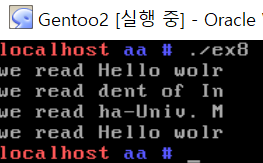 Gentoo2 [실행 중] - Oracle
localhost aa # ./ex8
we read Hello wolr
we read dent of In
we read ha-Univ. M
we read Hello wolr
localhost aa #